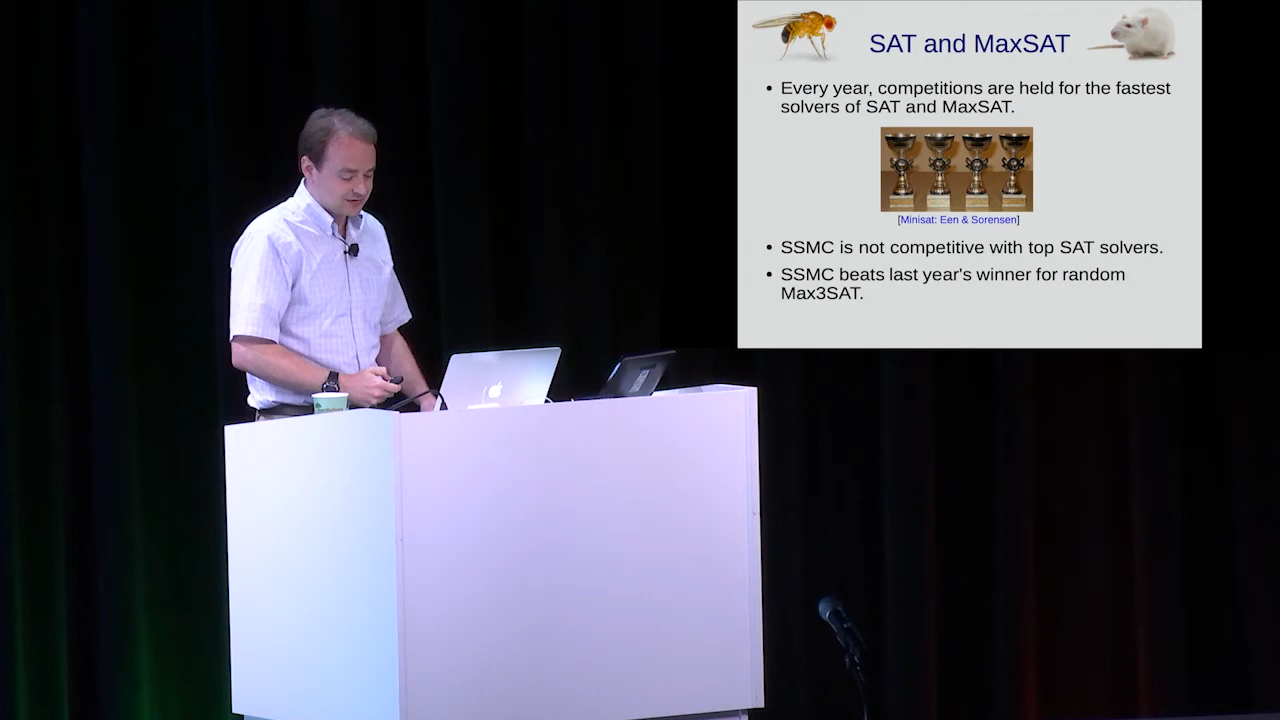 SAT and MaxSAT
• Every year, competitions are held for the fastest
solvers of SAT and MaxSAT.
[Minisat: Een & Sorensen]
• SSMC is not competitive with top SAT solvers.
• SSMC beats last year's winner for random
Max3SAT.